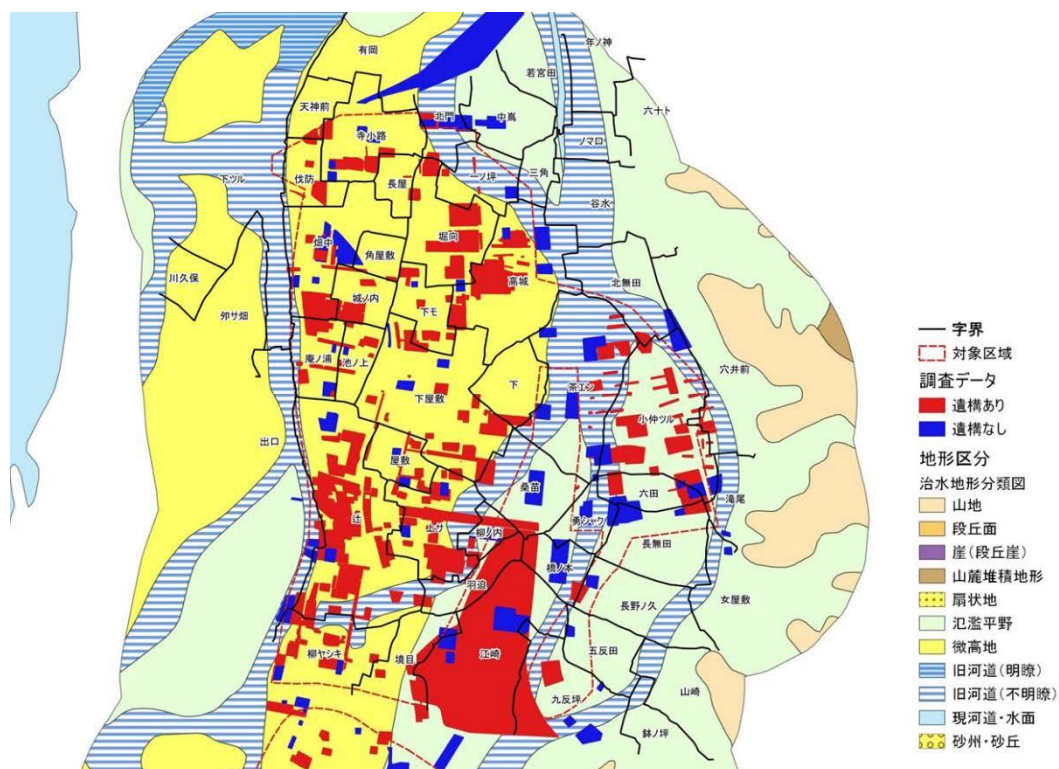 年ノ神
有岡
若宮田
天神前
六十ト
北門
中嶌
寺小路
ノマロ
三角
下ツル
伐防
長屋
一ノ坪
谷水
堀向
畑中
角屋敷
川久保
城ノ内
高城
北無田
夘サ畑
下モ
庵ノ浦
池ノ上
穴井前
下
茶エン
下屋敷
小仲ツル
出口
屋敷
桑苗
六田
滝尾
辻
上サ
柳ノ内
勇シャク
長無田
橋ノ本
羽迫
長野ノ久
女屋敷
柳ヤシキ
境目
江崎
五反田
九反坪
山崎
鉢ノ坪
字界
対象区域
調査データ
遺構あり
遺構なし
地形区分
治水地形分類図
山地
段丘面
崖(段丘崖)
山麓堆積地形
扇状地
氾濫平野
微高地
旧河道(明瞭)
旧河道(不明瞭)
現河道・水面
砂州・砂丘